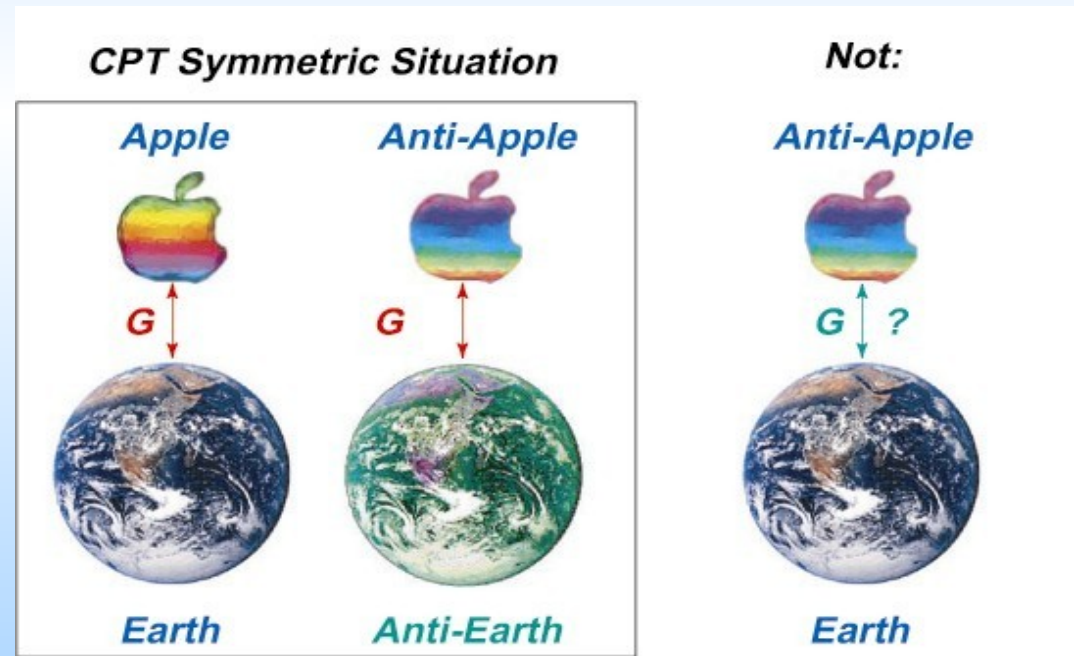 CPT Symmetric Situation
Not:
Apple
Anti-Apple
Anti-Apple
G
G
G ?
Earth
Anti-Earth
Earth